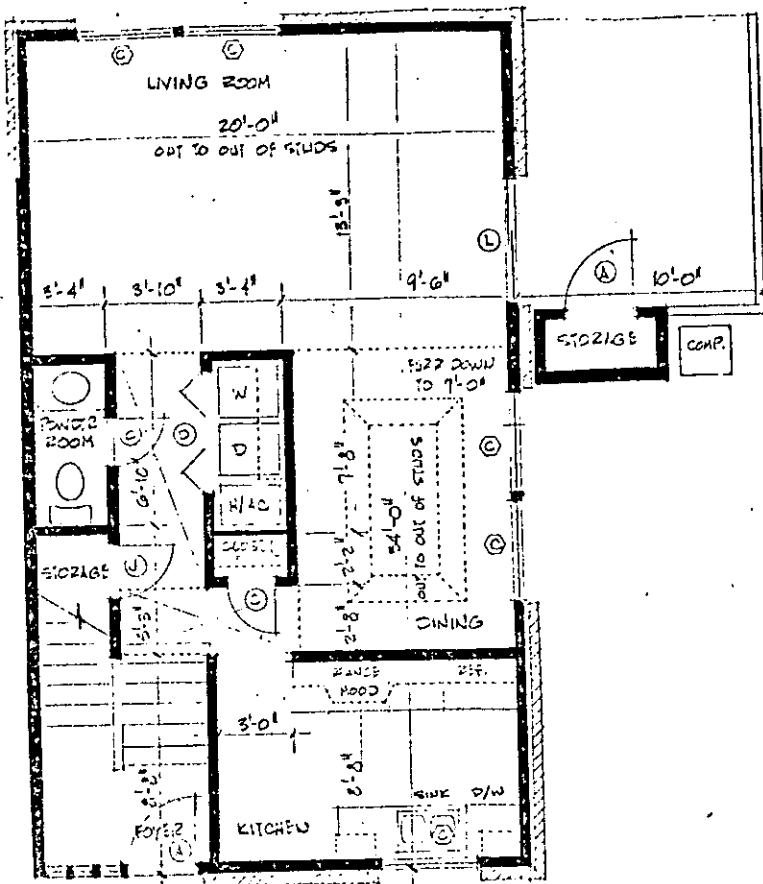 C
C
LIVING ROOM
20'-0"
OUT TO OUT OF STUDS
13'-9"
L
A
3'-4"
3'-10"
3'-4"
9'-6"
10'-0"
STORAGE
COMP.
FURR DOWN
TO 7'-0"
W
POWDER
ROOM
D
D
C
6'-10"
7'-8"
34'-0"
OUT TO OUT OF STUDS
H/AC
CLOSET
C
STORAGE
2'-2"
2'-8"
DINING
RANGE
HOOD
REF.
3'-0"
8'-8"
SINK
D/W
FOYER
A
KITCHEN